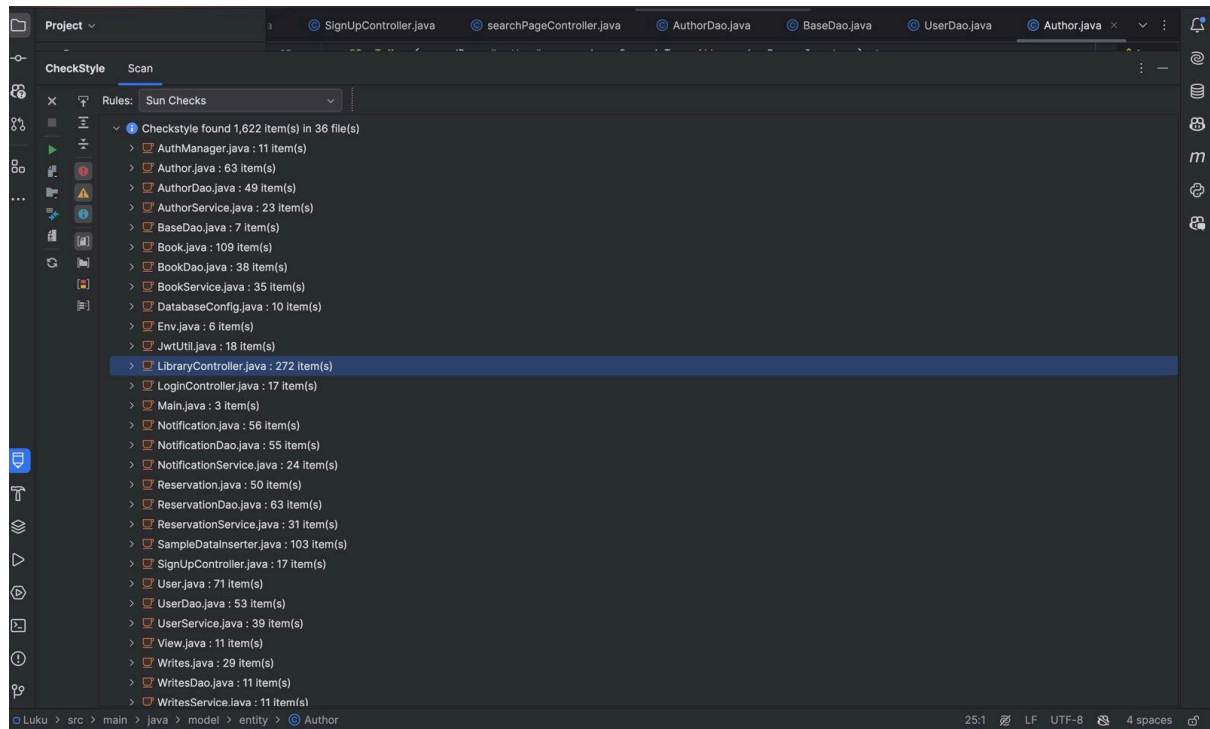 Project
SignUpController.java
searchPageController.java
AuthorDao.java
BaseDao.java
UserDao.java
Author.java
CheckStyle
Scan
Rules:
Sun Checks
Checkstyle found 1,622 item(s) in 36 file(s)
AuthManager.java : 11 item(s)
Author.java : 63 item(s)
AuthorDao.java : 49 item(s)
AuthorService.java : 23 item(s)
BaseDao.java : 7 item(s)
Book.java : 109 item(s)
BookDao.java : 38 item(s)
BookService.java : 35 item(s)
DatabaseConfig.java : 10 item(s)
Env.java : 6 item(s)
JwtUtil.java : 18 item(s)
LibraryController.java : 272 item(s)
LoginController.java : 17 item(s)
Main.java : 3 item(s)
Notification.java : 56 item(s)
NotificationDao.java : 55 item(s)
NotificationService.java : 24 item(s)
Reservation.java : 50 item(s)
ReservationDao.java : 63 item(s)
ReservationService.java : 31 item(s)
SampleDataInserter.java : 103 item(s)
SignUpController.java : 17 item(s)
User.java : 71 item(s)
UserDao.java : 53 item(s)
UserService.java : 39 item(s)
View.java : 11 item(s)
Writes.java : 29 item(s)
WritesDao.java : 11 item(s)
WritesService.java : 11 item(s)
Luku > src > main > java > model > entity > Author
25:1 LF UTF-8 4 spaces